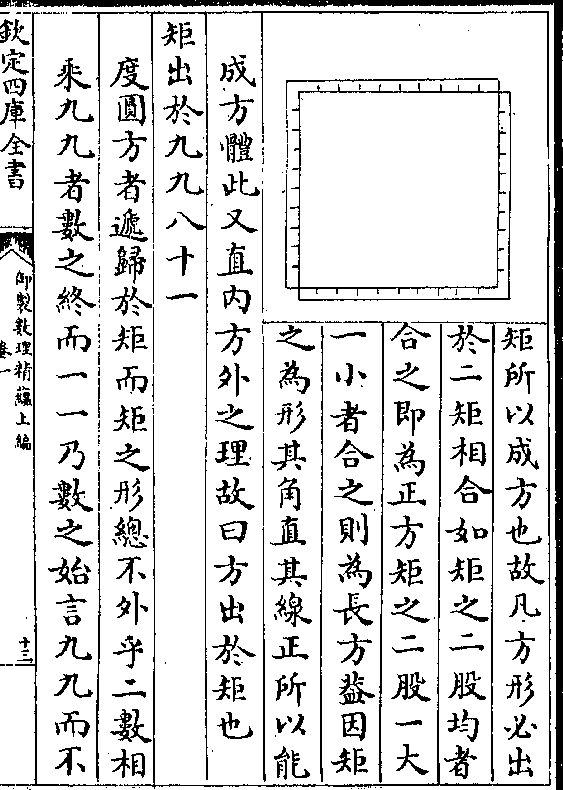 矩所以成方也故凡方形必出
於二矩相合如矩之二股均者
合之即為正方矩之二股一大
一小者合之則為長方葢因矩
之為形其角直其線正所以能
成方體此又直内方外之理故曰方出於矩也
矩出於九九八十一
度圓方者遞歸於矩而矩之形總不外乎二數相
乘九九者數之終而一一乃數之始言九九而不
欽定四庫全書
御製數理精蘊上編
卷一
十三